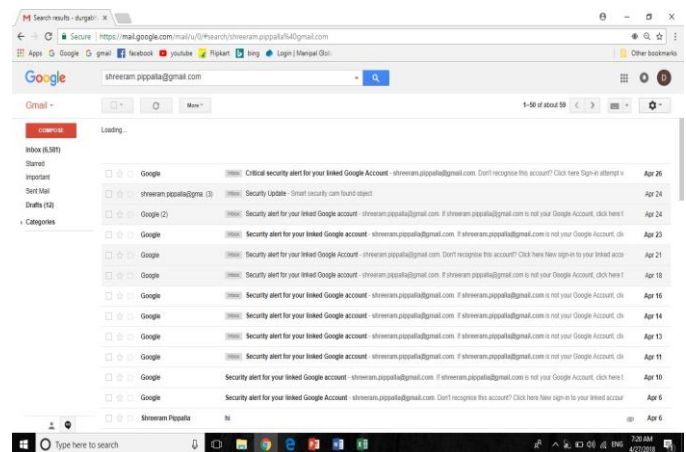 Search results - durgabh
Secure | https://mail.google.com/mail/u/0/#search/shreeram.pippalla%40gmail.com
Apps Google gmail facebook youtube Flipkart bing Login | Manipal Glob Other bookmarks
Google shreeram.pippalla@gmail.com D
Gmail More 1–50 of about 59
COMPOSE Loading...
Inbox (6,581)
Starred
Important
Sent Mail
Drafts (12)
Categories
Google Inbox Critical security alert for your linked Google Account - shreeram.pippalla@gmail.com. Don't recognise this account? Click here Sign-in attempt w Apr 26
shreeram.pippalla@gma. (3) Inbox Security Update - Smart security cam found object Apr 24
Google (2) Inbox Security alert for your linked Google account - shreeram.pippalla@gmail.com. If shreeram.pippalla@gmail.com is not your Google Account, click here t Apr 24
Google Inbox Security alert for your linked Google account - shreeram.pippalla@gmail.com. If shreeram.pippalla@gmail.com is not your Google Account, clic Apr 23
Google Inbox Security alert for your linked Google Account - shreeram.pippalla@gmail.com. Don't recognise this account? Click here New sign-in to your linked acco Apr 21
Google Inbox Security alert for your linked Google account - shreeram.pippalla@gmail.com. If shreeram.pippalla@gmail.com is not your Google Account, click here t Apr 18
Google Inbox Security alert for your linked Google account - shreeram.pippalla@gmail.com. If shreeram.pippalla@gmail.com is not your Google Account, clic Apr 16
Google Inbox Security alert for your linked Google account - shreeram.pippalla@gmail.com. If shreeram.pippalla@gmail.com is not your Google Account, clic Apr 14
Google Inbox Security alert for your linked Google account - shreeram.pippalla@gmail.com. If shreeram.pippalla@gmail.com is not your Google Account, clic Apr 13
Google Inbox Security alert for your linked Google account - shreeram.pippalla@gmail.com. If shreeram.pippalla@gmail.com is not your Google Account, clic Apr 11
Google Security alert for your linked Google account - shreeram.pippalla@gmail.com. If shreeram.pippalla@gmail.com is not your Google Account, click here t Apr 10
Google Security alert for your linked Google Account - shreeram.pippalla@gmail.com. Don't recognise this account? Click here New sign-in to your linked accour Apr 6
Shreeram Pippalla hi Apr 6
Type here to search ENG 7:20 AM
4/27/2018